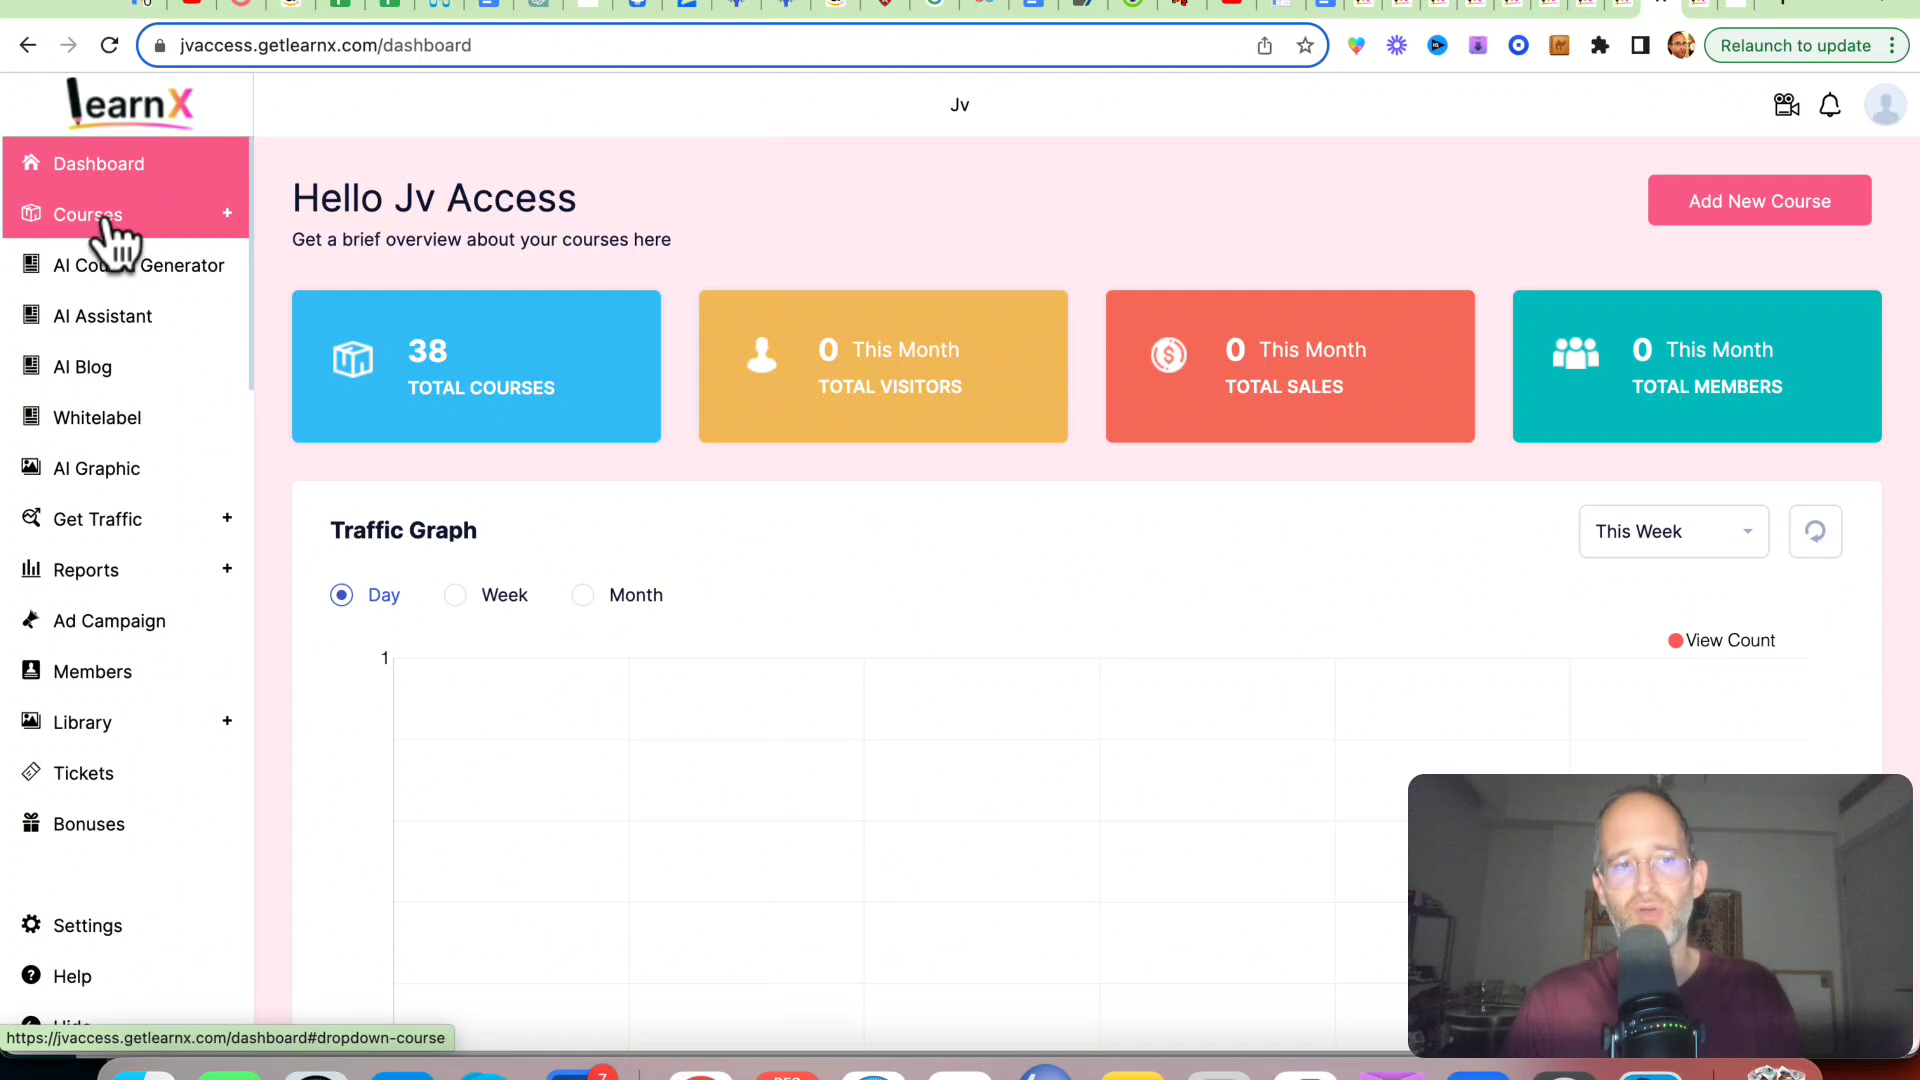 jvaccess.getlearnx.com/dashboard
Relaunch to update
learnX
Jv
Dashboard
Courses +
AI Generator
AI Assistant
AI Blog
Whitelabel
AI Graphic
Get Traffic +
Reports +
Ad Campaign
Members
Library +
Tickets
Bonuses
Settings
Help
Hello Jv Access
Get a brief overview about your courses here
Add New Course
38
TOTAL COURSES
0 This Month
TOTAL VISITORS
0 This Month
TOTAL SALES
0 This Month
TOTAL MEMBERS
Traffic Graph
This Week
Day Week Month
View Count
1
https://jvaccess.getlearnx.com/dashboard#dropdown-course
7